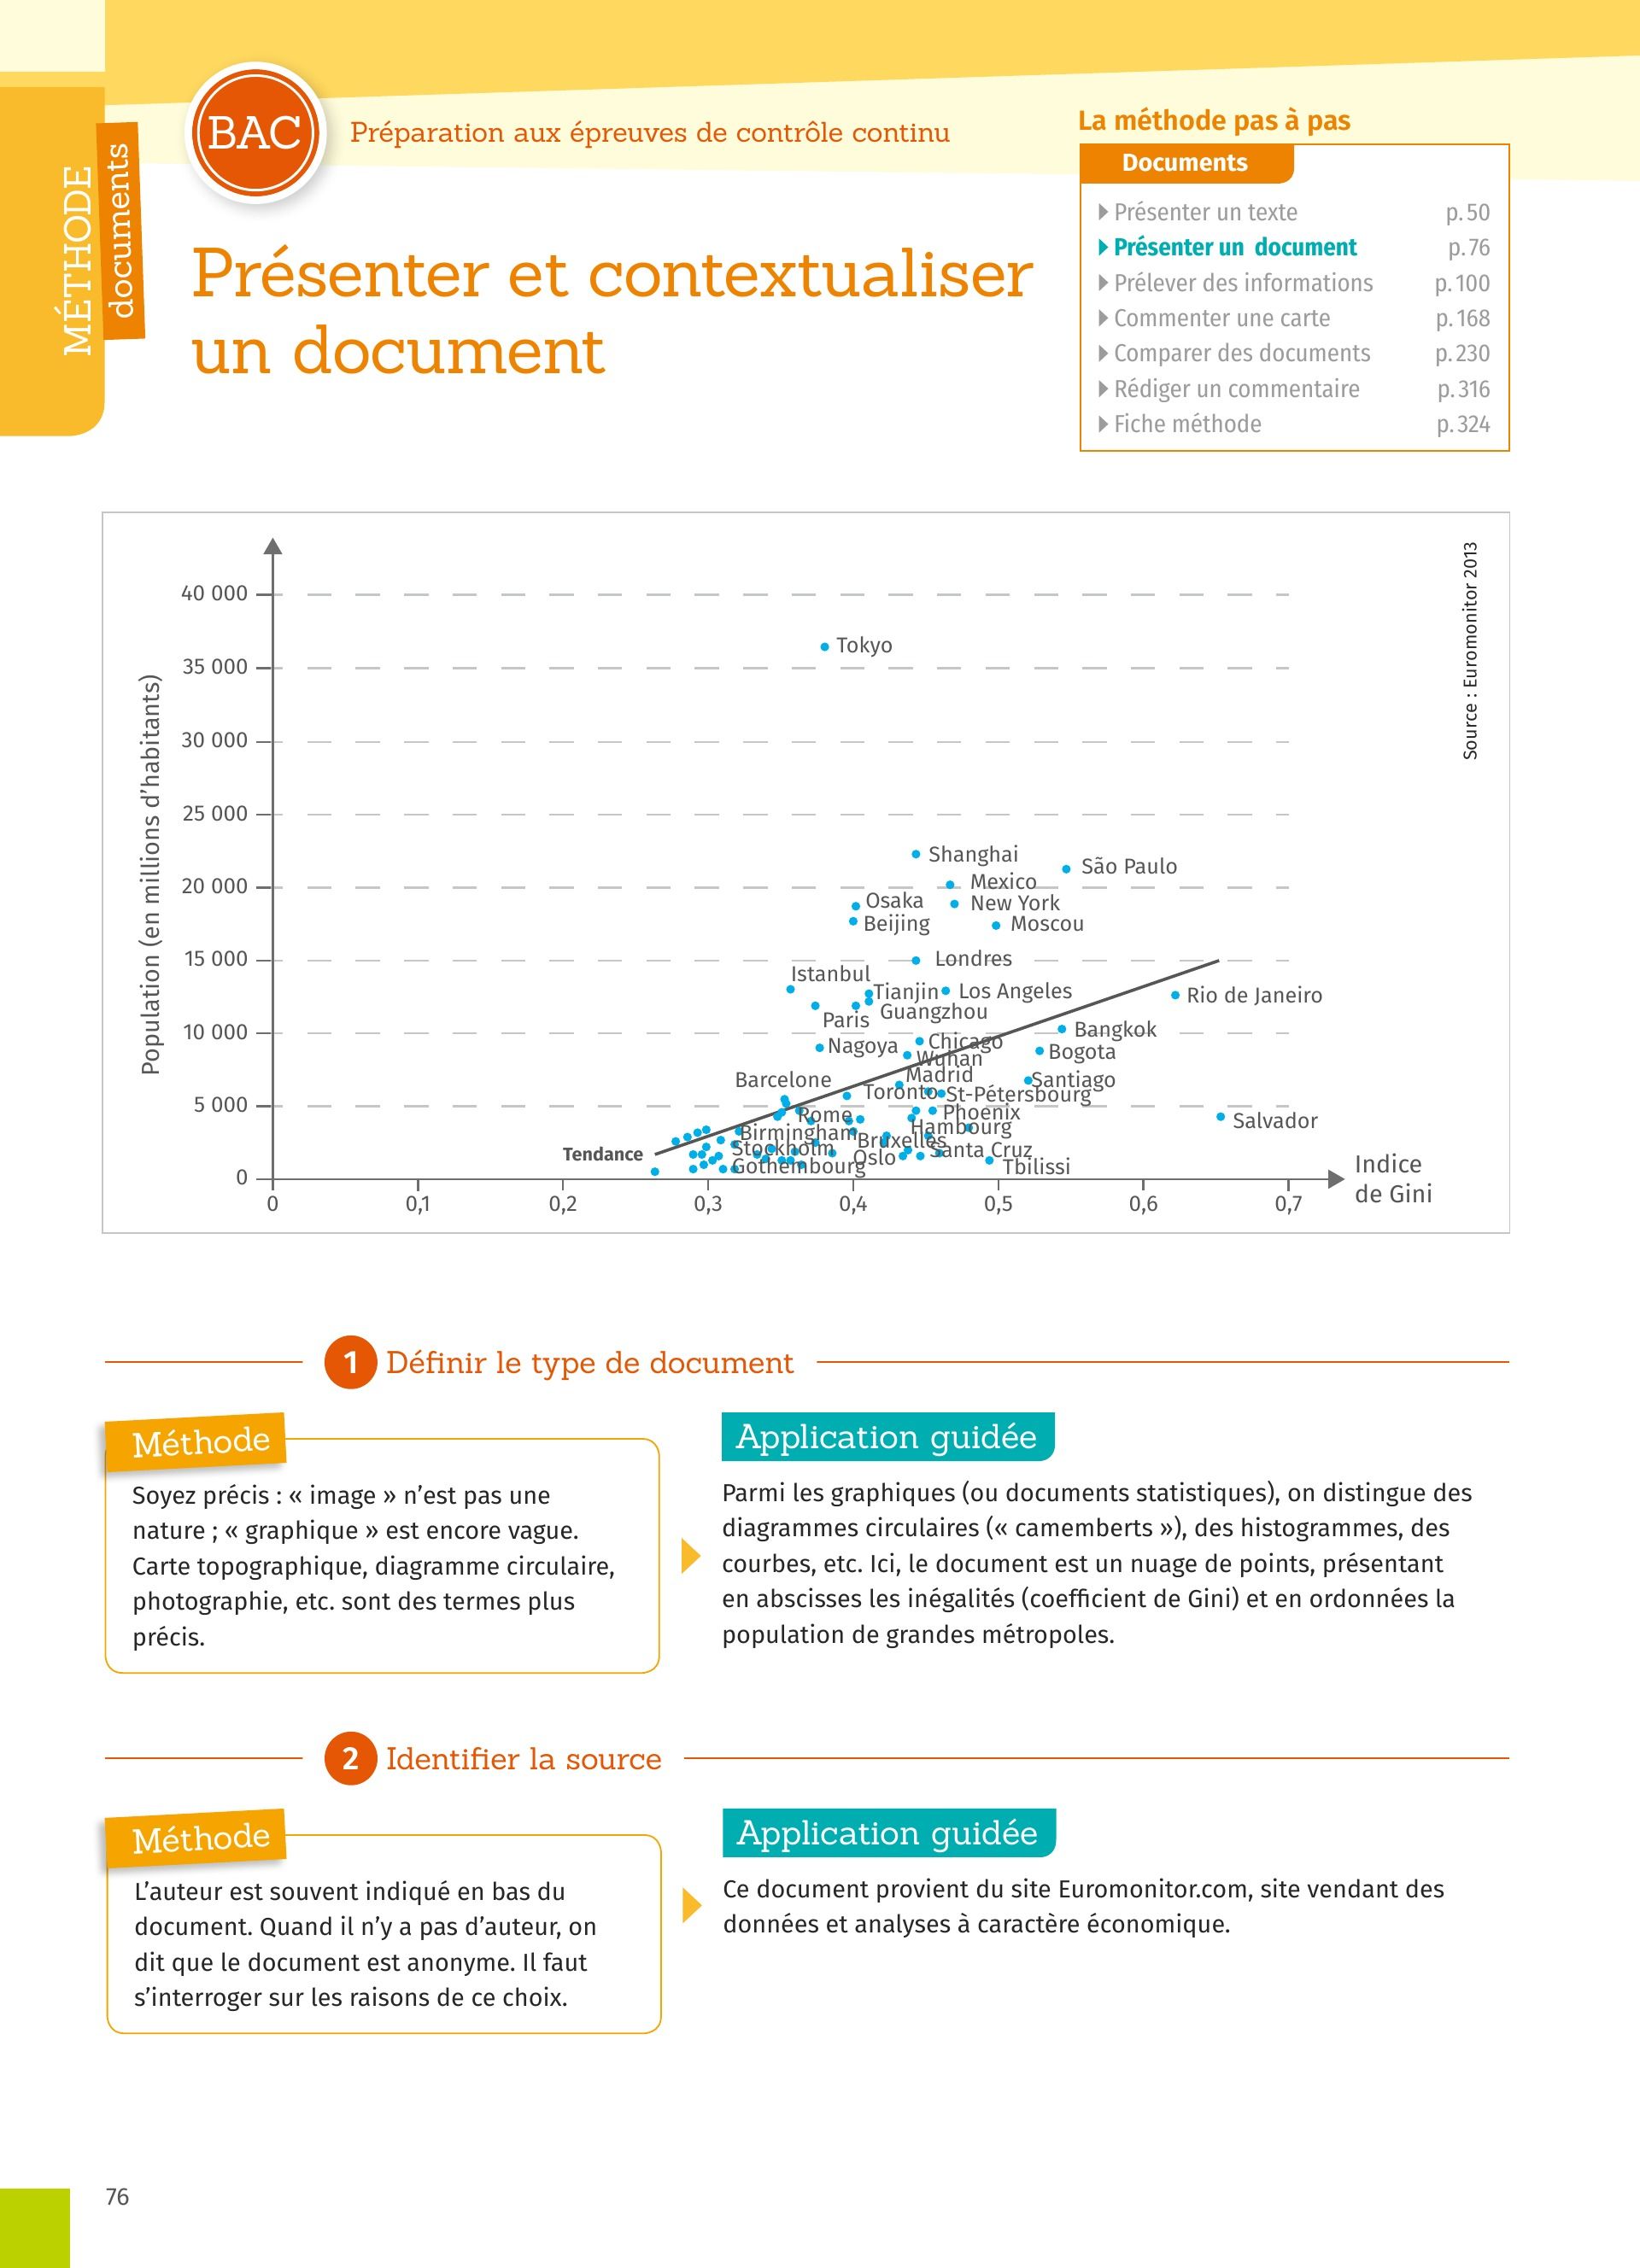 MÉTHODE
documents
BAC
Préparation aux épreuves de contrôle continu
Présenter et contextualiser
un document
La méthode pas à pas
Documents
Présenter un texte p. 50
Présenter un document p. 76
Prélever des informations p. 100
Commenter une carte p. 168
Comparer des documents p. 230
Rédiger un commentaire p. 316
Fiche méthode p. 324
Source : Euromonitor 2013
Population (en millions d'habitants)
40 000
35 000
30 000
25 000
20 000
15 000
10 000
5 000
0
Tokyo
Shanghai
São Paulo
Mexico
Osaka
New York
Beijing
Moscou
Londres
Istanbul
Tianjin
Los Angeles
Rio de Janeiro
Guangzhou
Paris
Bangkok
Chicago
Nagoya
Bogota
Wuhan
Madrid
Barcelone
Santiago
Toronto
St-Pétersbourg
Phoenix
Rome
Salvador
Hambourg
Birmingham
Bruxelles
Stockholm
Santa Cruz
Oslo
Gothembourg
Tbilissi
Tendance
0 0,1 0,2 0,3 0,4 0,5 0,6 0,7
Indice
de Gini
1 Définir le type de document
Méthode
Soyez précis : « image » n'est pas une
nature ; « graphique » est encore vague.
Carte topographique, diagramme circulaire,
photographie, etc. sont des termes plus
précis.
Application guidée
Parmi les graphiques (ou documents statistiques), on distingue des
diagrammes circulaires (« camemberts »), des histogrammes, des
courbes, etc. Ici, le document est un nuage de points, présentant
en abscisses les inégalités (coefficient de Gini) et en ordonnées la
population de grandes métropoles.
2 Identifier la source
Méthode
L'auteur est souvent indiqué en bas du
document. Quand il n'y a pas d'auteur, on
dit que le document est anonyme. Il faut
s'interroger sur les raisons de ce choix.
Application guidée
Ce document provient du site Euromonitor.com, site vendant des
données et analyses à caractère économique.
76